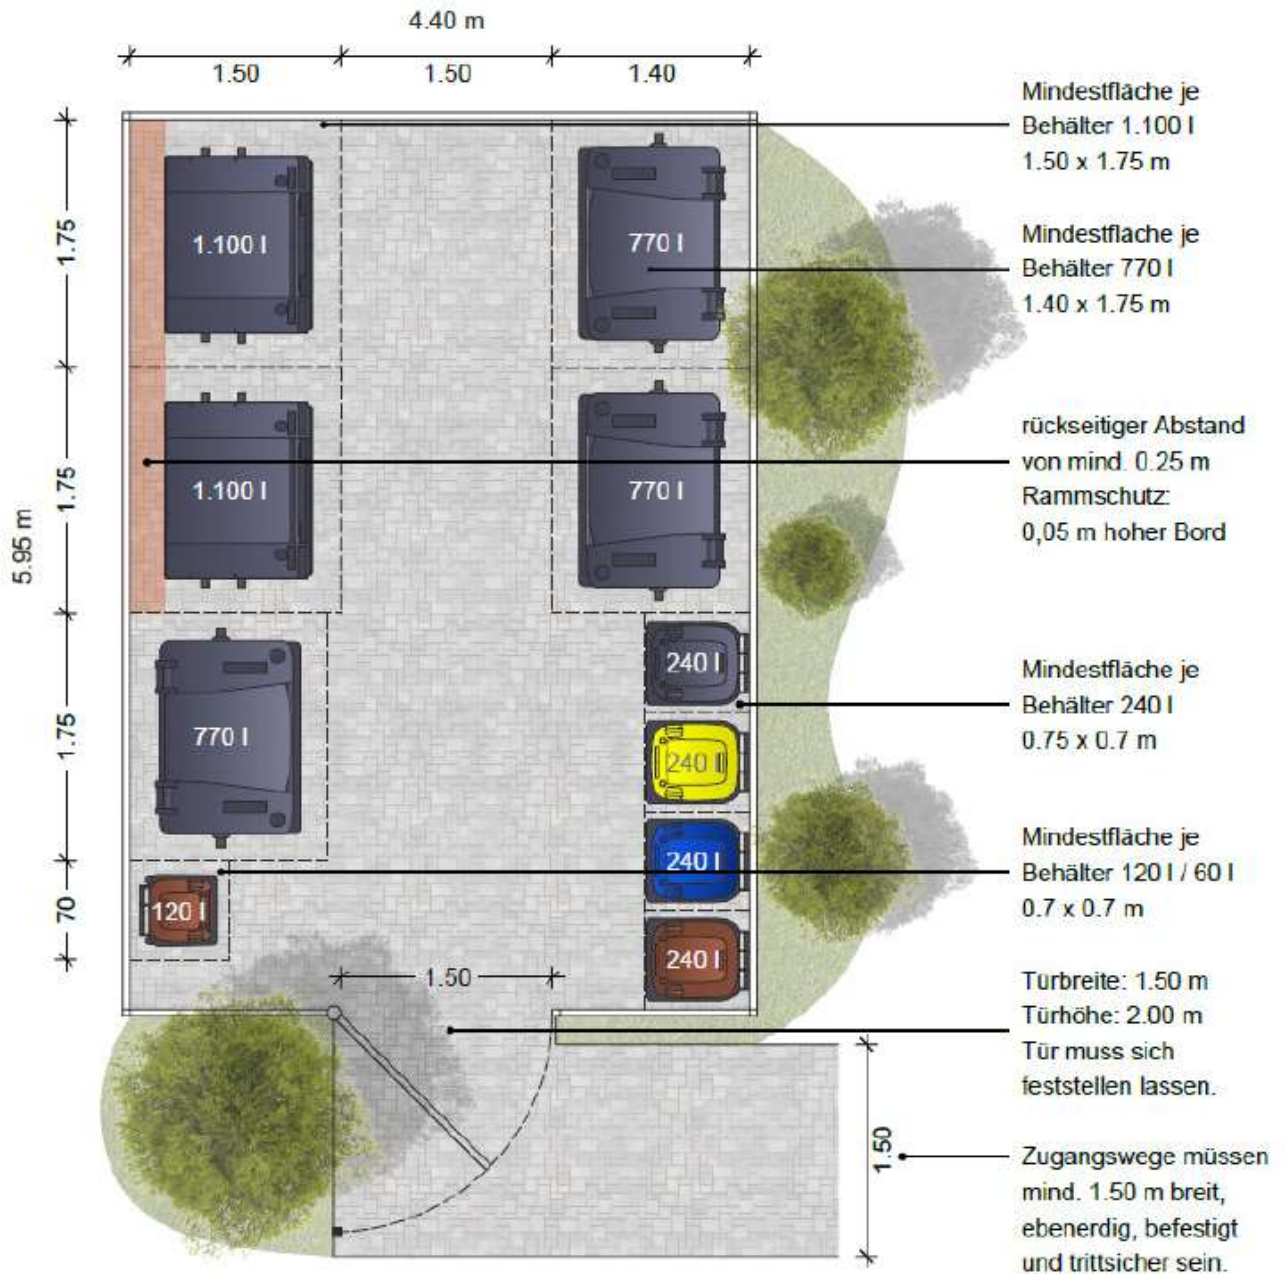 4.40 m
1.50
1.50
1.40
5.95 m
1.75
1.75
1.75
70
1.100 l
770 l
1.100 l
770 l
770 l
240 l
240 l
240 l
240 l
120 l
1.50
1.50
Mindestfläche je
Behälter 1.100 l
1.50 x 1.75 m
Mindestfläche je
Behälter 770 l
1.40 x 1.75 m
rückseitiger Abstand
von mind. 0.25 m
Rammschutz:
0,05 m hoher Bord
Mindestfläche je
Behälter 240 l
0.75 x 0.7 m
Mindestfläche je
Behälter 120 l / 60 l
0.7 x 0.7 m
Türbreite: 1.50 m
Türhöhe: 2.00 m
Tür muss sich
feststellen lassen.
Zugangswege müssen
mind. 1.50 m breit,
ebenerdig, befestigt
und trittsicher sein.